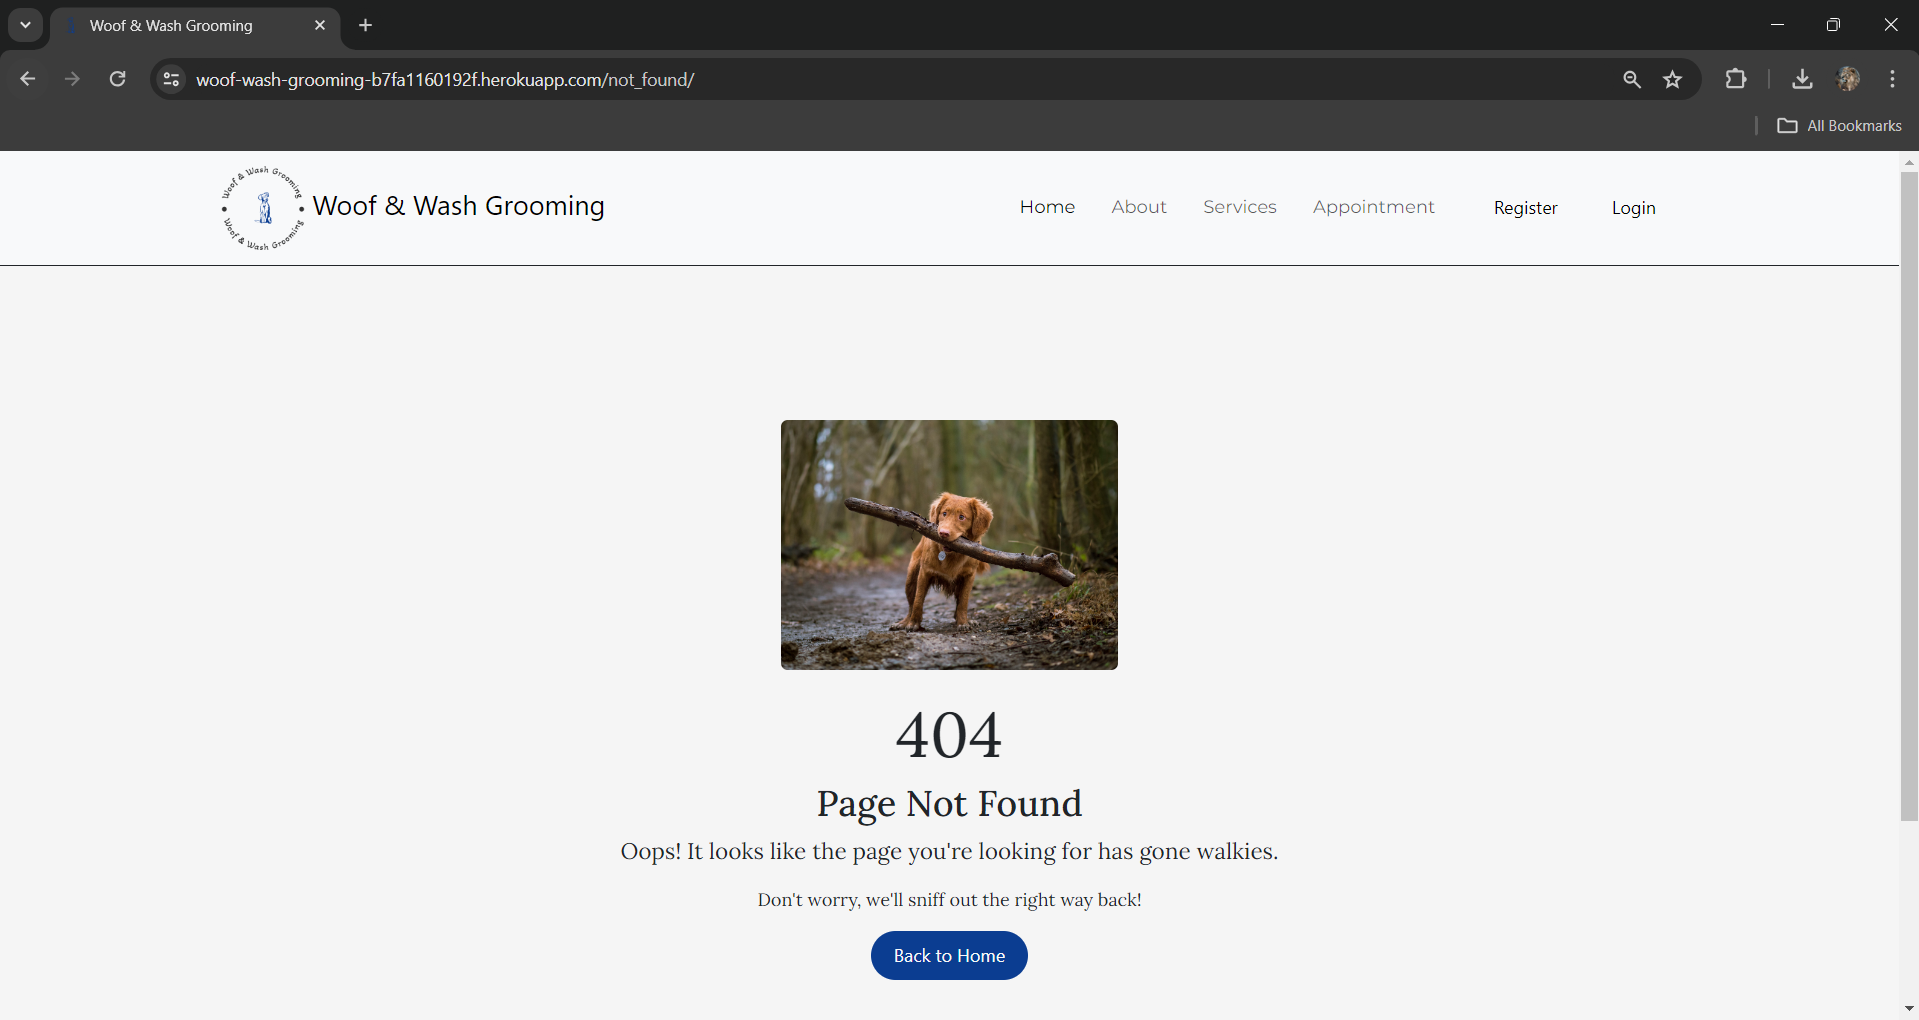 Woof & Wash Grooming
woof-wash-grooming-b7fa1160192f.herokuapp.com/not_found/
All Bookmarks
Woof & Wash Grooming
Woof & Wash Grooming
Woof & Wash Grooming
Home About Services Appointment Register Login
404
Page Not Found
Oops! It looks like the page you're looking for has gone walkies.
Don't worry, we'll sniff out the right way back!
Back to Home